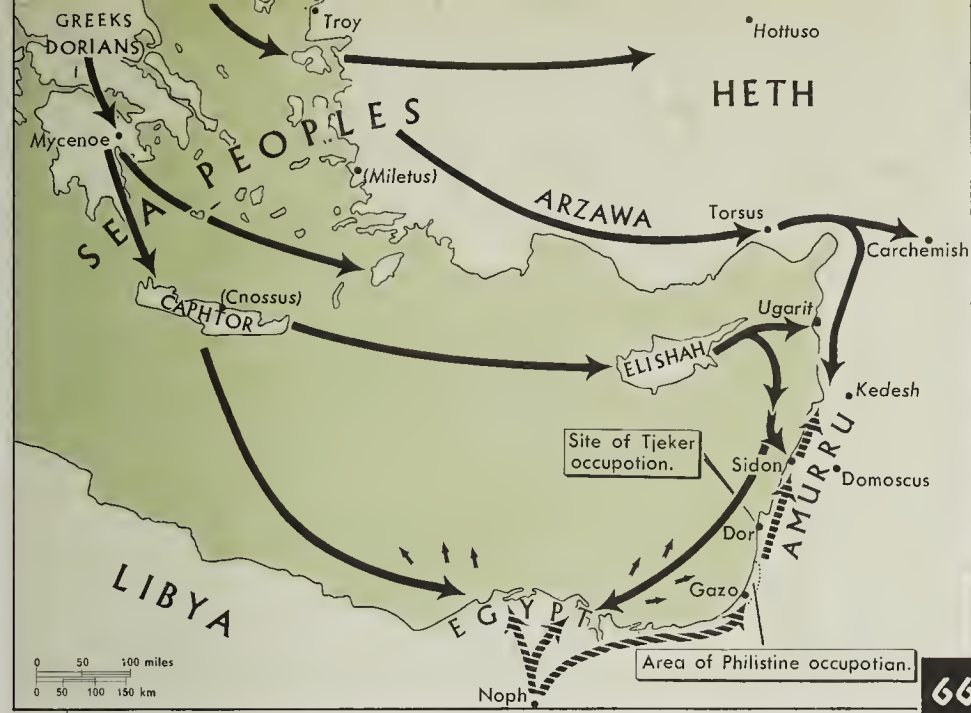 GREEKS
DORIANS
Troy
Hottuso
HETH
Mycenoe
SEA PEOPLES
(Miletus)
ARZAWA
Torsus
Carchemish
(Cnossus)
CAPHTOR
Ugarit
ELISHAH
Kedesh
Site of Tjeker
occupotion.
Sidon
Domoscus
AMURRU
Dor
LIBYA
EGYPT
Gazo
0 50 100 miles
0 50 100 150 km
Area of Philistine occupotian.
Noph
66